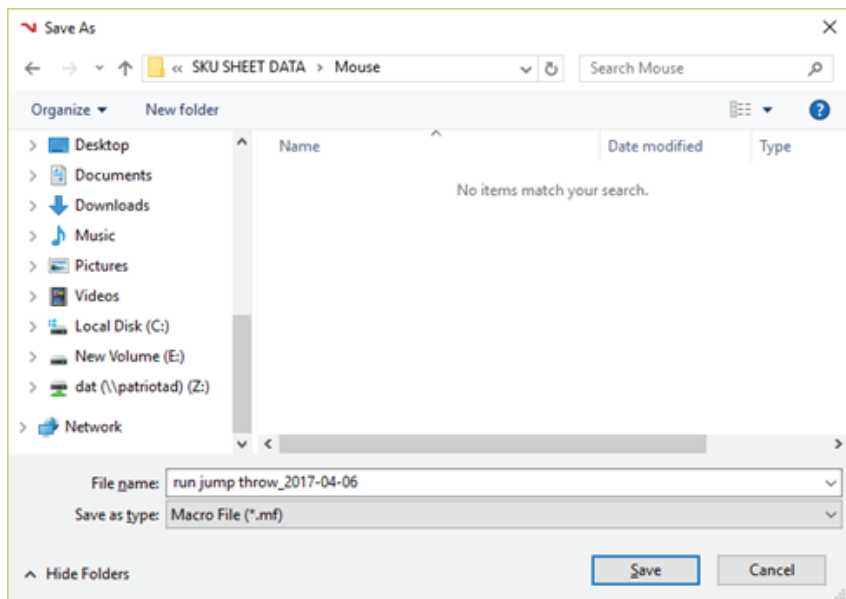 Save As
« SKU SHEET DATA > Mouse
Search Mouse
Organize
New folder
Name
Date modified
Type
No items match your search.
Desktop
Documents
Downloads
Music
Pictures
Videos
Local Disk (C:)
New Volume (E:)
dat (\\patriotad) (Z:)
Network
File name: run jump throw_2017-04-06
Save as type: Macro File (*.mf)
Hide Folders
Save
Cancel